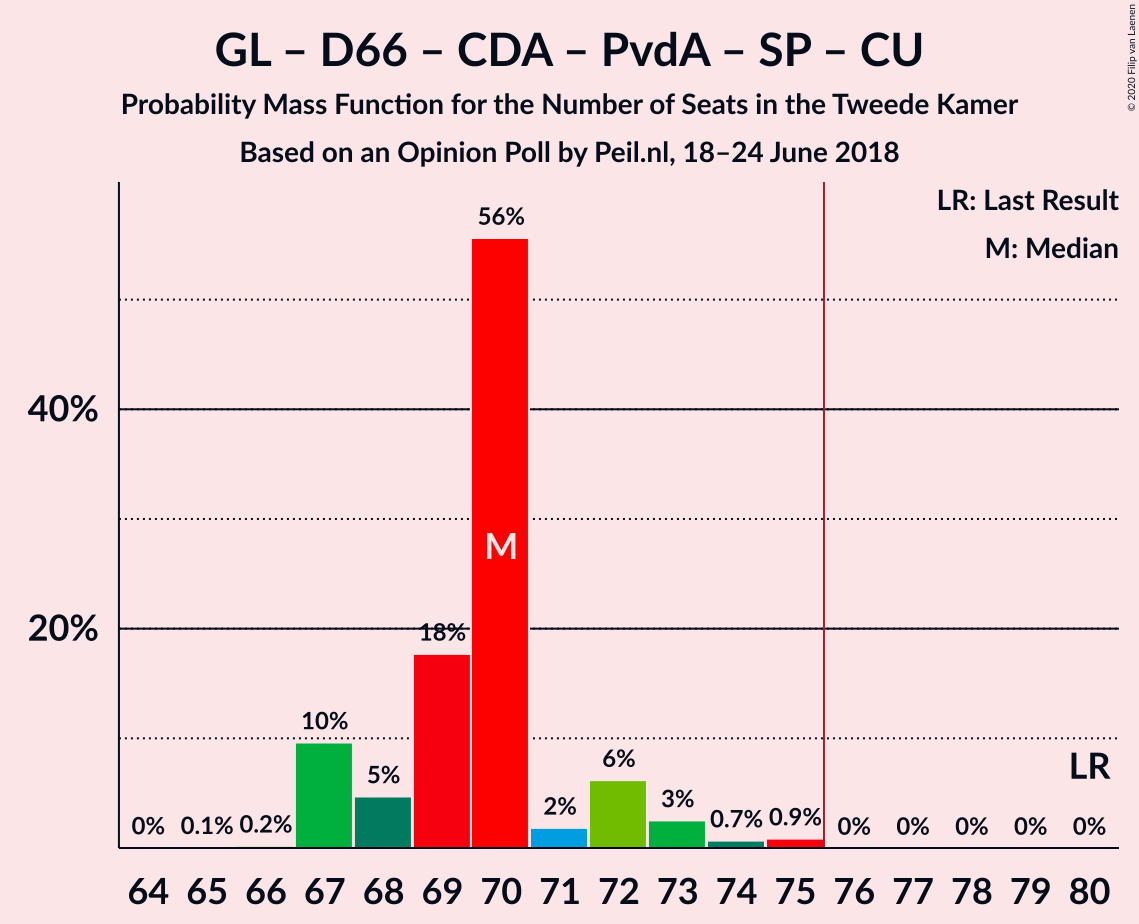 GL – D66 – CDA – PvdA – SP – CU
Probability Mass Function for the Number of Seats in the Tweede Kamer
Based on an Opinion Poll by Peil.nl, 18–24 June 2018
© 2020 Filip van Laenen
LR: Last Result
M: Median
56%
40%
M
20%
18%
10%
5%
2%
6%
3%
LR
0% 0.1% 0.2% 0.7% 0.9% 0% 0% 0% 0% 0%
64 65 66 67 68 69 70 71 72 73 74 75 76 77 78 79 80